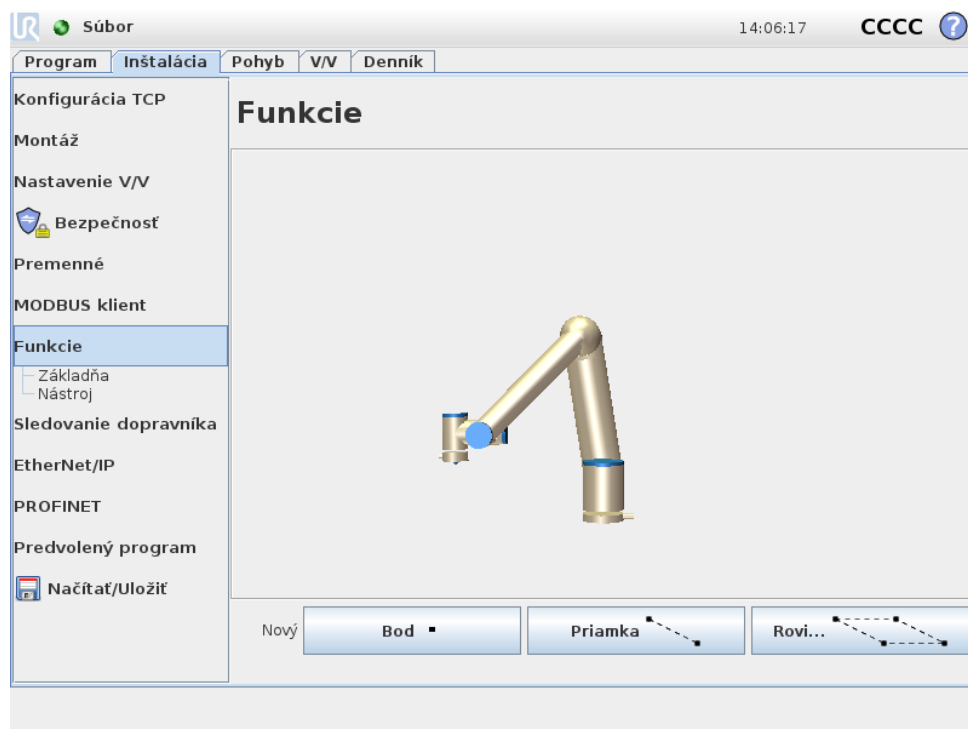 UR Súbor 14:06:17 CCCC ?
Program Inštalácia Pohyb V/V Denník
Konfigurácia TCP
Funkcie
Montáž
Nastavenie V/V
Bezpečnosť
Premenné
MODBUS klient
Funkcie
Základňa
Nástroj
Sledovanie dopravníka
EtherNet/IP
PROFINET
Predvolený program
Načítať/Uložiť
Nový Bod Priamka Rovi...